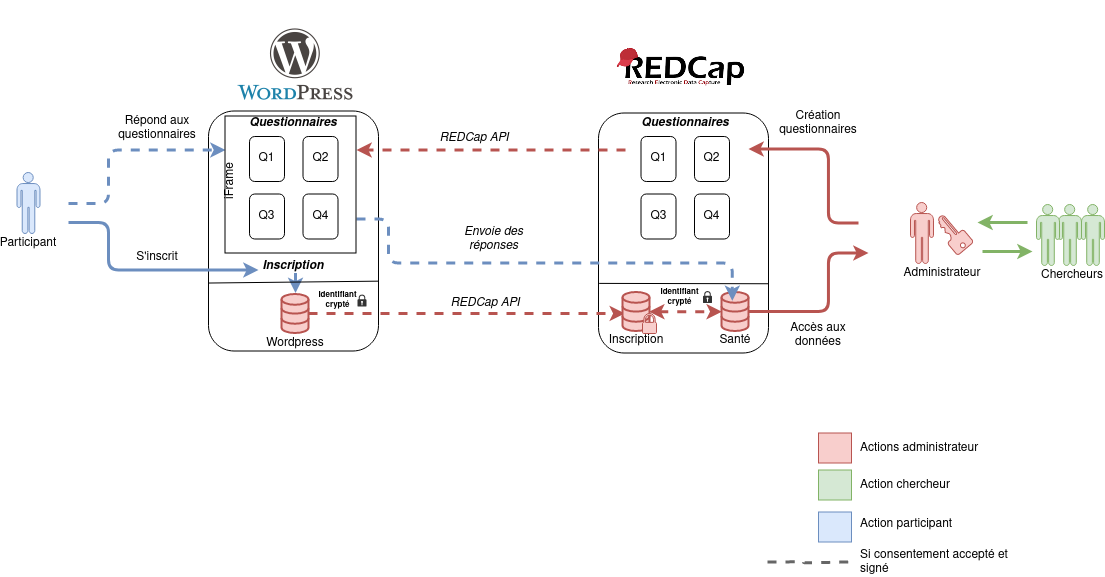 WORDPRESS
REDCap
Research Electronic Data Capture
Répond aux
questionnaires
Questionnaires
Q1
Q2
Q3
Q4
iFrame
REDCap API
Questionnaires
Q1
Q2
Q3
Q4
Création
questionnaires
Participant
S'inscrit
Inscription
Envoie des
réponses
Administrateur
Chercheurs
Identifiant
crypté
Wordpress
REDCap API
Identifiant
crypté
Inscription
Santé
Accès aux
données
Actions administrateur
Action chercheur
Action participant
Si consentement accepté et
signé